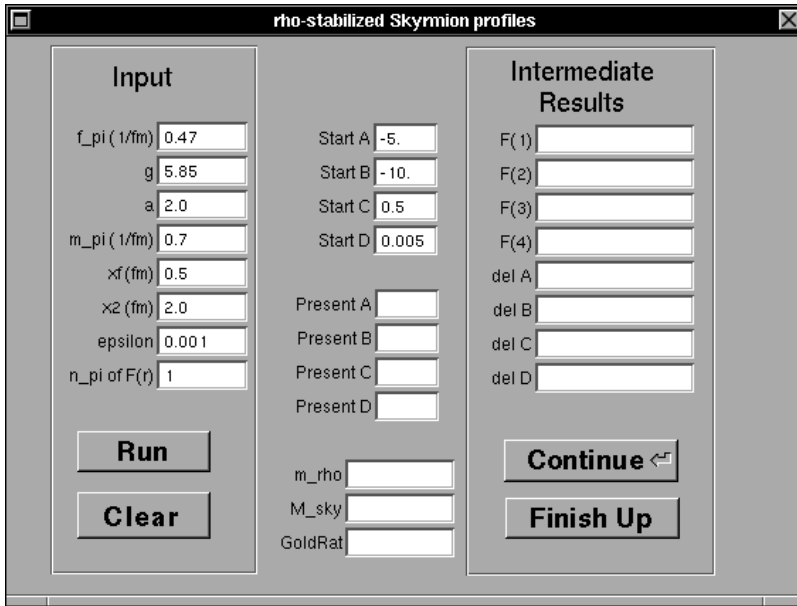 rho-stabilized Skyrmion profiles
Input
f_pi (1/fm) 0.47
g 5.85
a 2.0
m_pi (1/fm) 0.7
xf (fm) 0.5
x2 (fm) 2.0
epsilon 0.001
n_pi of F(r) 1
Run
Clear
Start A -5.
Start B -10.
Start C 0.5
Start D 0.005
Present A
Present B
Present C
Present D
m_rho
M_sky
GoldRat
Intermediate
Results
F(1)
F(2)
F(3)
F(4)
del A
del B
del C
del D
Continue
Finish Up